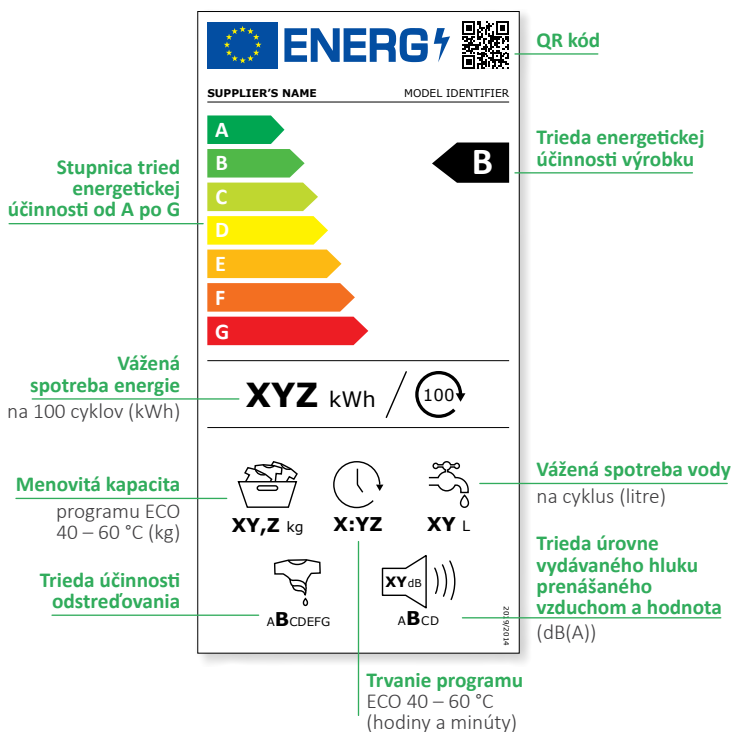 ENERG
QR kód
SUPPLIER'S NAME MODEL IDENTIFIER
A
B
C
D
E
F
G
B
Trieda energetickej
účinnosti výrobku
Stupnica tried
energetickej
účinnosti od A po G
Vážená
spotreba energie
na 100 cyklov (kWh)
XYZ kWh / 100
Menovitá kapacita
programu ECO
40 – 60 °C (kg)
XY,Z kg
X:YZ
XY L
Vážená spotreba vody
na cyklus (litre)
Trieda účinnosti
odstreďovania
ABCDEFG
XY dB
ABCD
Trieda úrovne
vydávaného hluku
prenášaného
vzduchom a hodnota
(dB(A))
2019/2014
Trvanie programu
ECO 40 – 60 °C
(hodiny a minúty)